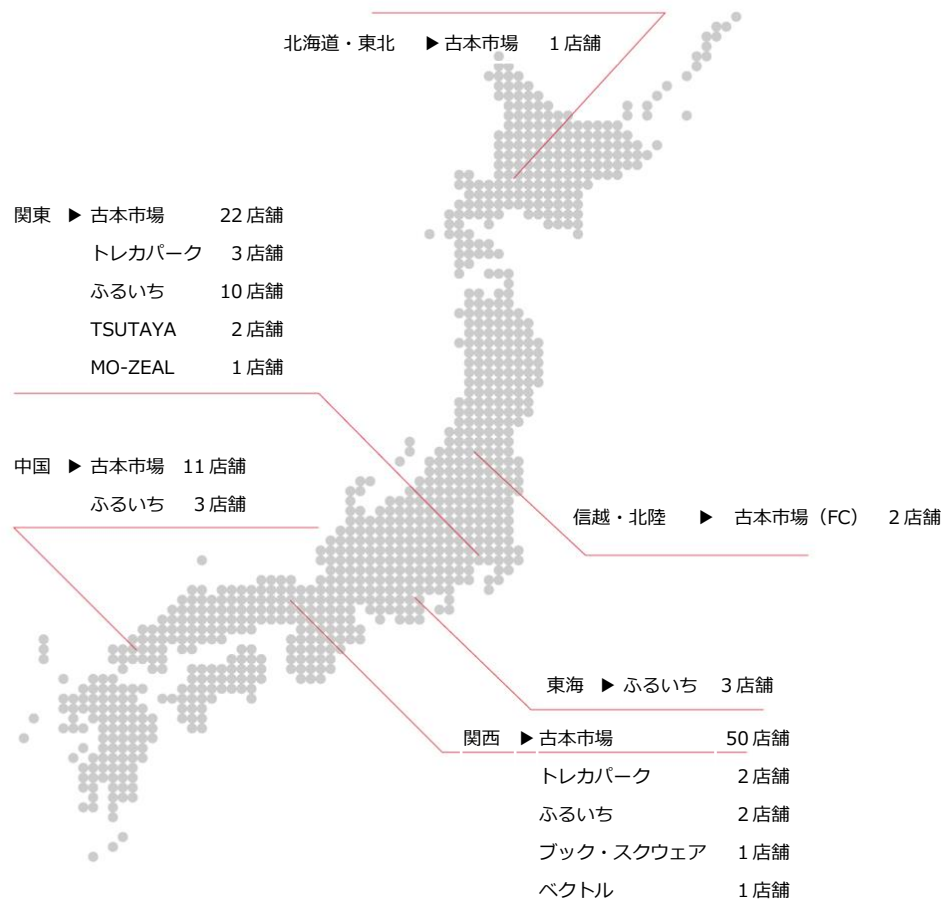 北海道・東北 ▶古本市場 1店舗
関東 ▶ 古本市場 22店舗
トレカパーク 3店舗
ふるいち 10店舗
TSUTAYA 2店舗
MO-ZEAL 1店舗
中国 ▶ 古本市場 11店舗
ふるいち 3店舗
信越・北陸 ▶ 古本市場（FC） 2店舗
東海 ▶ ふるいち 3店舗
関西 ▶古本市場 50店舗
トレカパーク 2店舗
ふるいち 2店舗
ブック・スクウェア 1店舗
ベクトル 1店舗